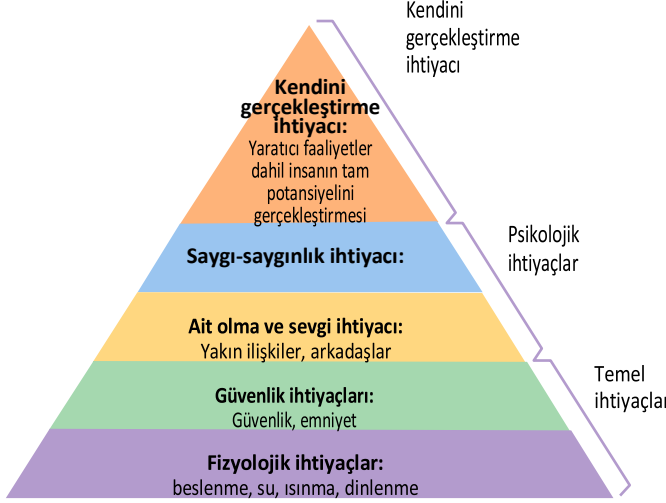 Kendini
gerçekleştirme
ihtiyacı
Kendini
gerçekleştirme
ihtiyacı:
Yaratıcı faaliyetler
dahil insanın tam
potansiyelini
gerçekleştirmesi
Psikolojik
ihtiyaçlar
Saygı-saygınlık ihtiyacı:
Ait olma ve sevgi ihtiyacı:
Yakın ilişkiler, arkadaşlar
Temel
ihtiyaçlar
Güvenlik ihtiyaçları:
Güvenlik, emniyet
Fizyolojik ihtiyaçlar:
beslenme, su, ısınma, dinlenme